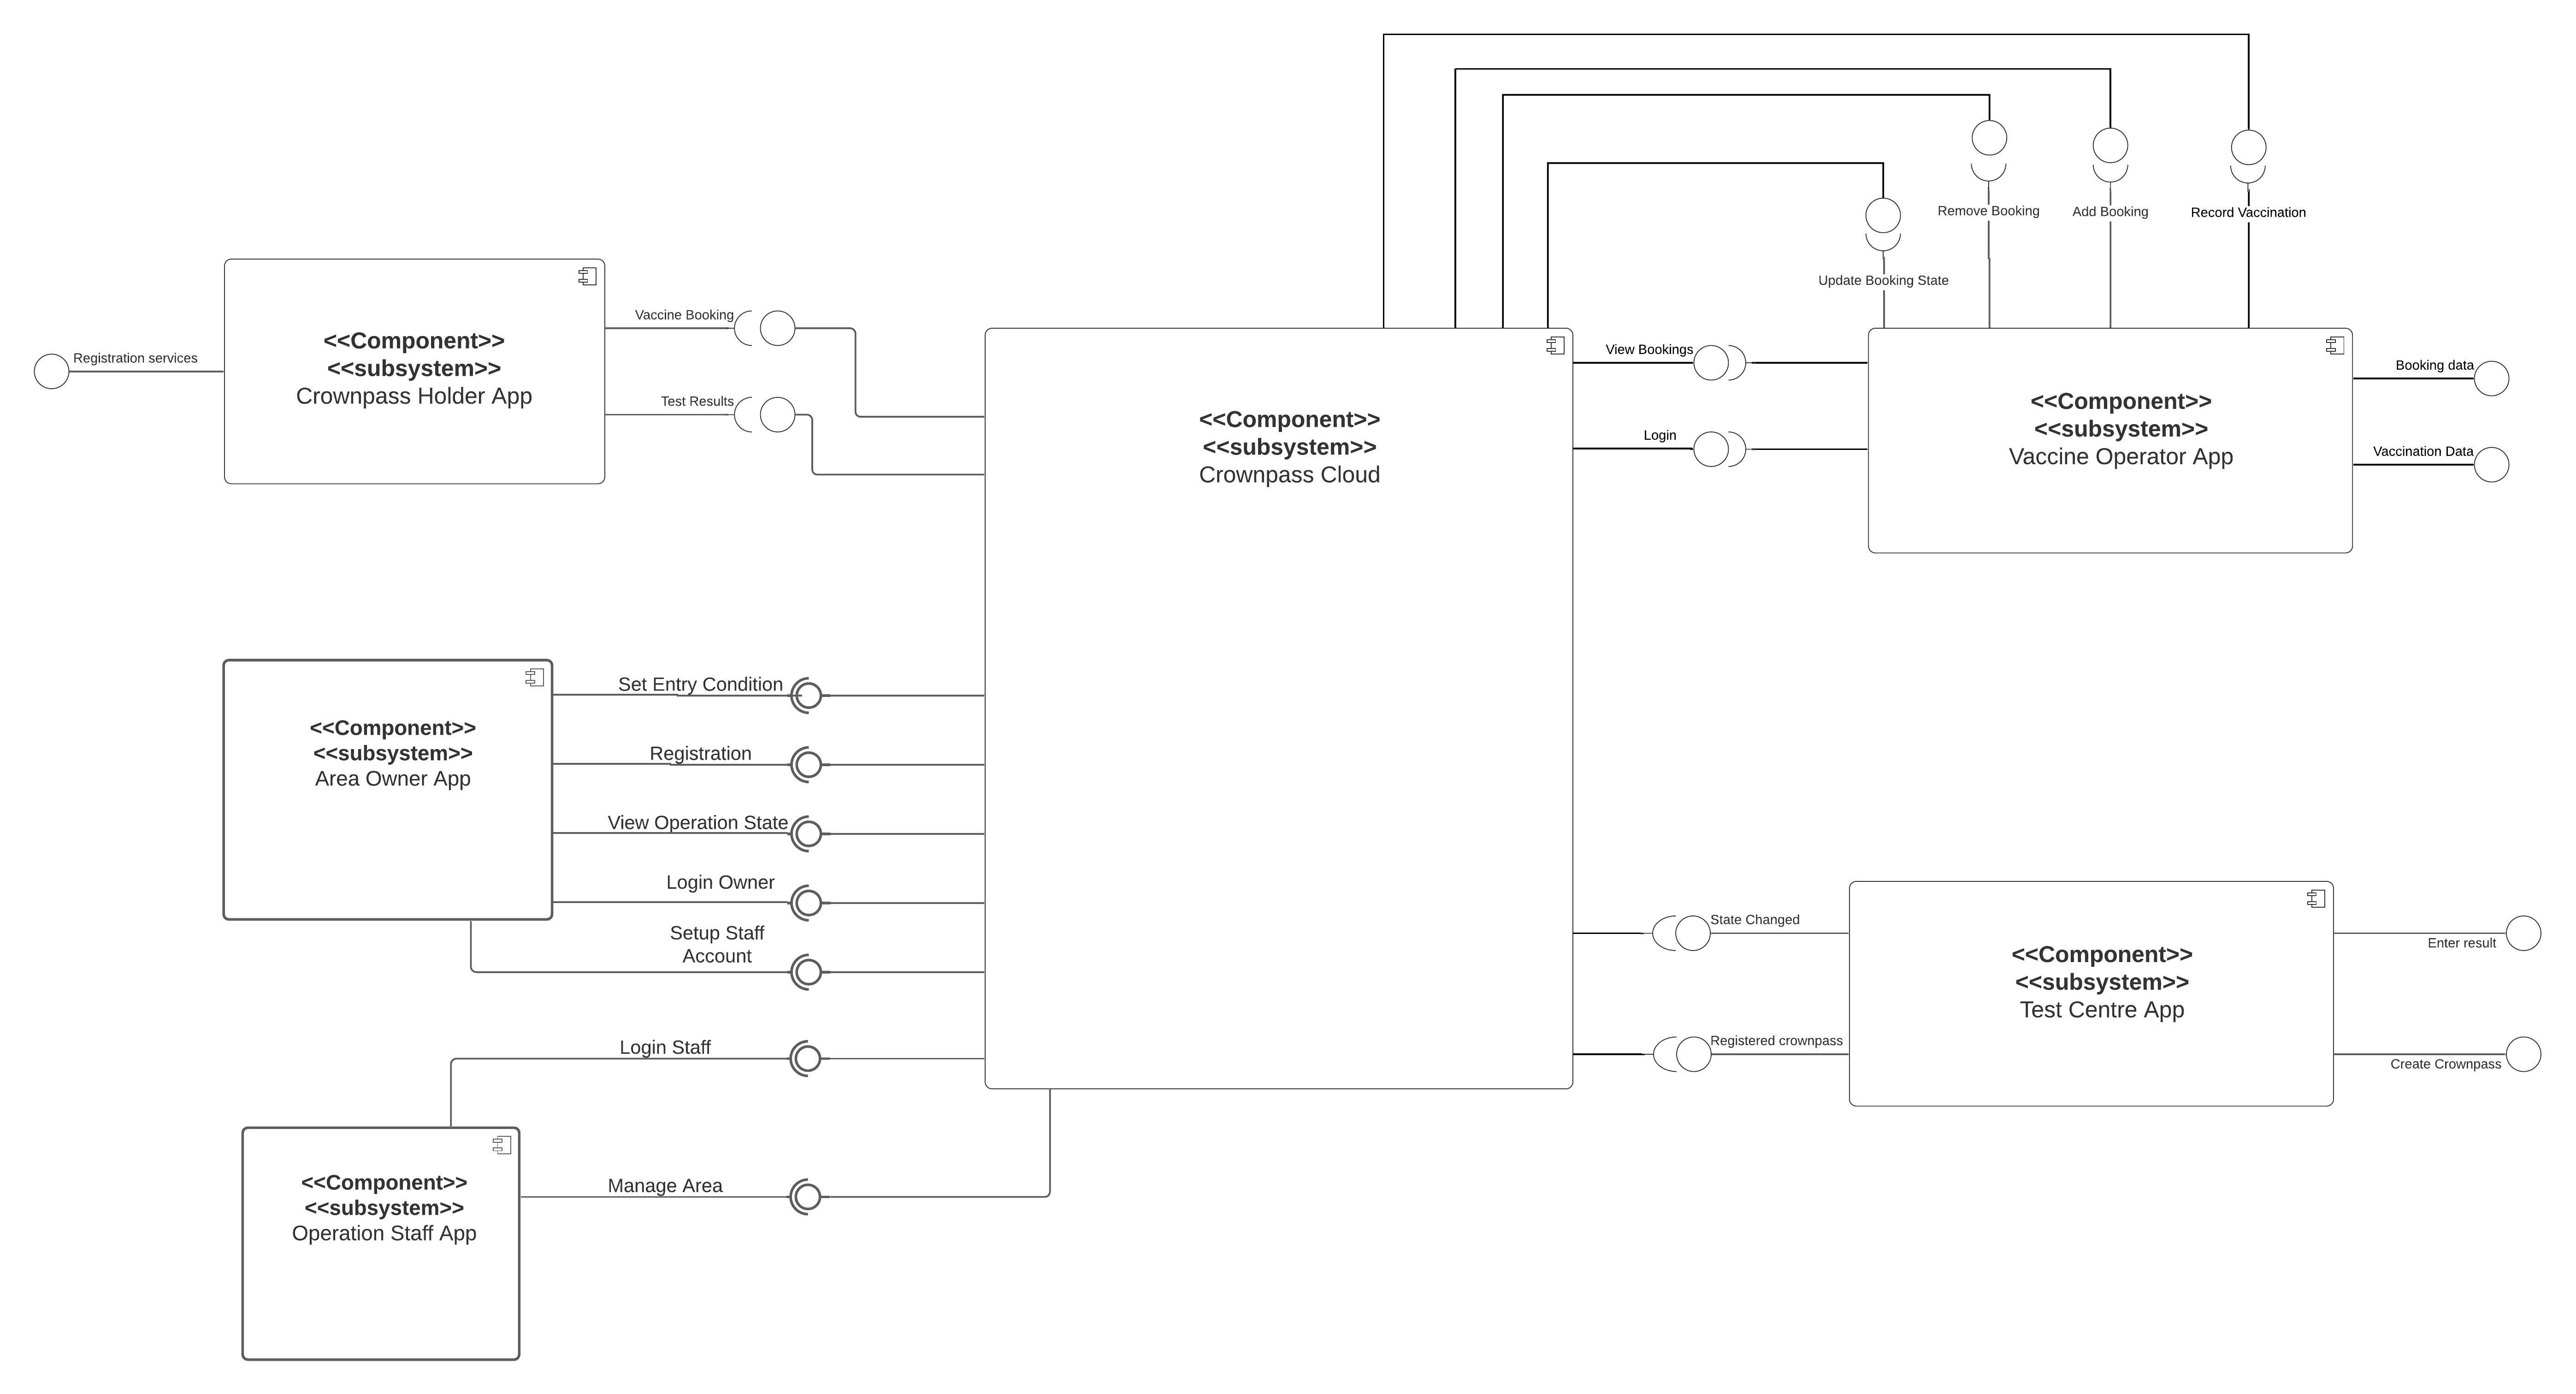 Remove Booking
Add Booking
Record Vaccination
Update Booking State
Registration services
<<Component>>
<<subsystem>>
Crownpass Holder App
Vaccine Booking
Test Results
<<Component>>
<<subsystem>>
Crownpass Cloud
View Bookings
Login
<<Component>>
<<subsystem>>
Vaccine Operator App
Booking data
Vaccination Data
<<Component>>
<<subsystem>>
Area Owner App
Set Entry Condition
Registration
View Operation State
Login Owner
Setup Staff
Account
State Changed
Registered crownpass
<<Component>>
<<subsystem>>
Test Centre App
Enter result
Create Crownpass
Login Staff
<<Component>>
<<subsystem>>
Operation Staff App
Manage Area